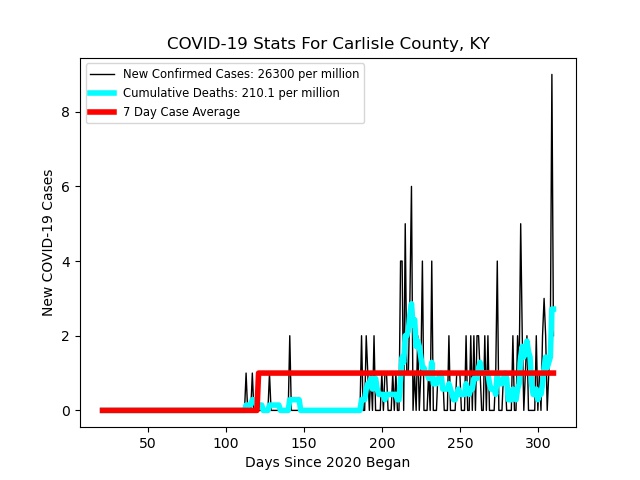 COVID-19 Stats For Carlisle County, KY
New Confirmed Cases: 26300 per million
Cumulative Deaths: 210.1 per million
7 Day Case Average
New COVID-19 Cases
8
6
4
2
0
50 100 150 200 250 300
Days Since 2020 Began